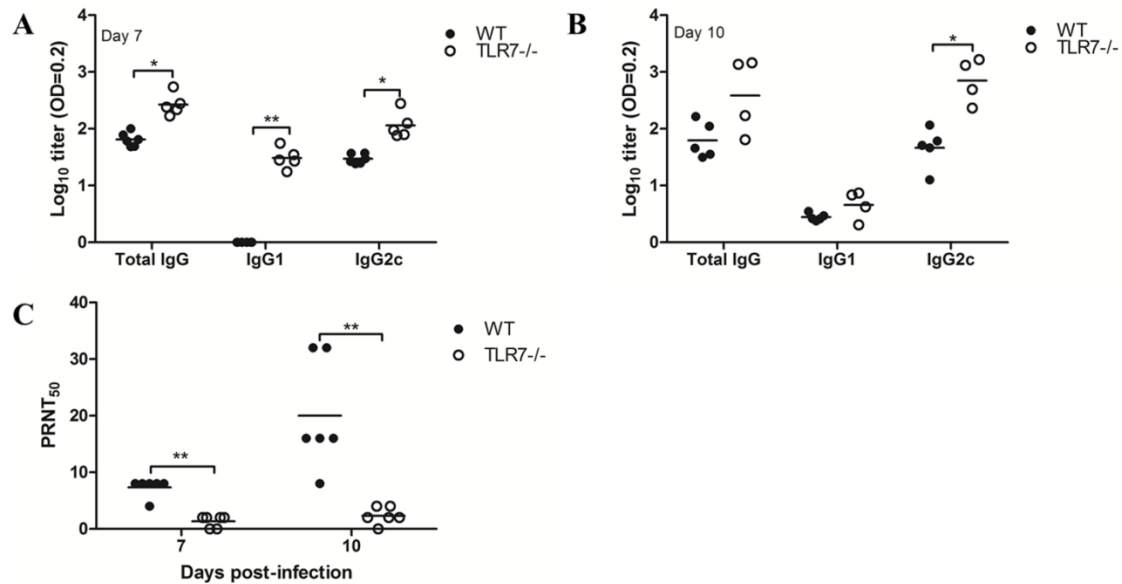 A
Day 7
WT
TLR7-/-
Log10 titer (OD=0.2)
4
3
2
1
0
*
**
*
Total IgG
IgG1
IgG2c
B
Day 10
WT
TLR7-/-
Log10 titer (OD=0.2)
4
3
2
1
0
*
Total IgG
IgG1
IgG2c
C
WT
TLR7-/-
PRNT50
40
30
20
10
0
**
**
7
10
Days post-infection